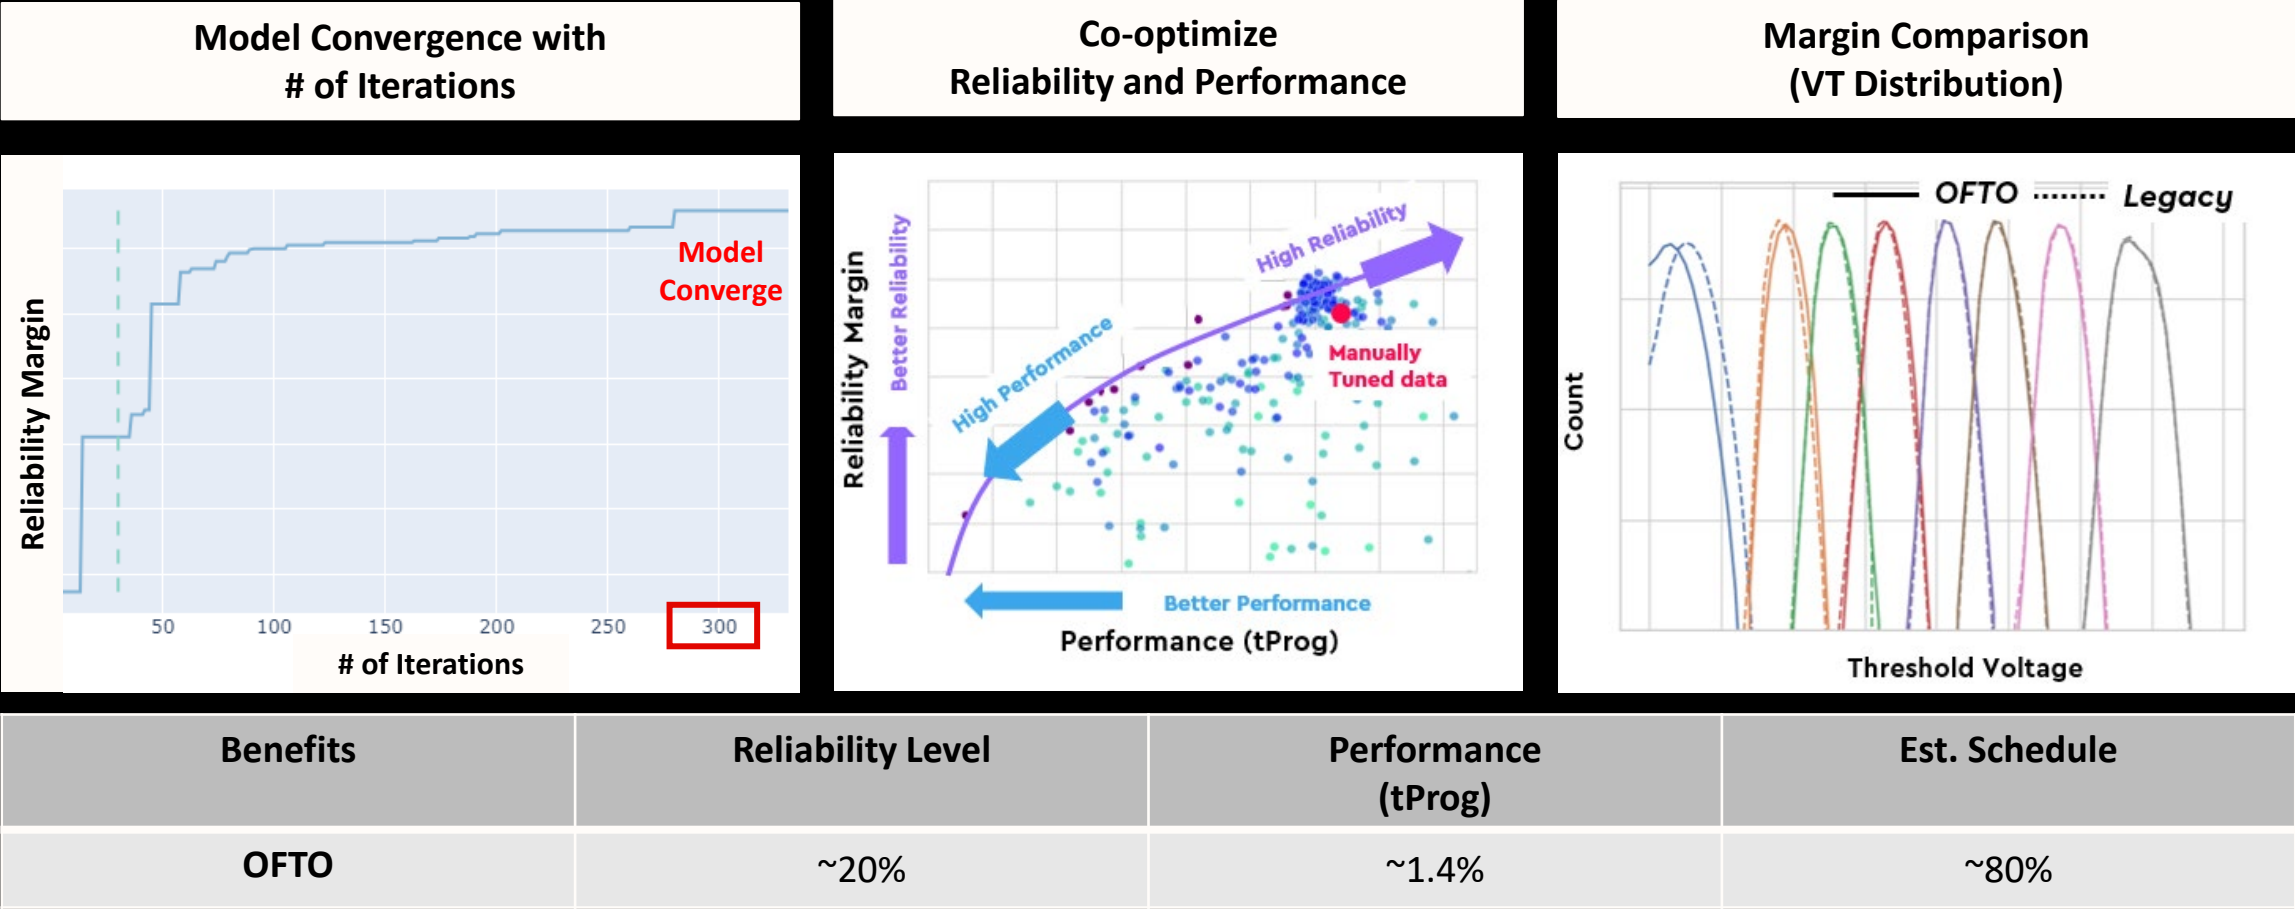 Model Convergence with
# of Iterations
Co-optimize
Reliability and Performance
Margin Comparison
(VT Distribution)
Reliability Margin
Model
Converge
50
100
150
200
250
300
# of Iterations
Reliability Margin
Better Reliability
High Performance
High Reliability
Manually
Tuned data
Better Performance
Performance (tProg)
OFTO
Legacy
Count
Threshold Voltage
Benefits
Reliability Level
Performance
(tProg)
Est. Schedule
OFTO
~20%
~1.4%
~80%